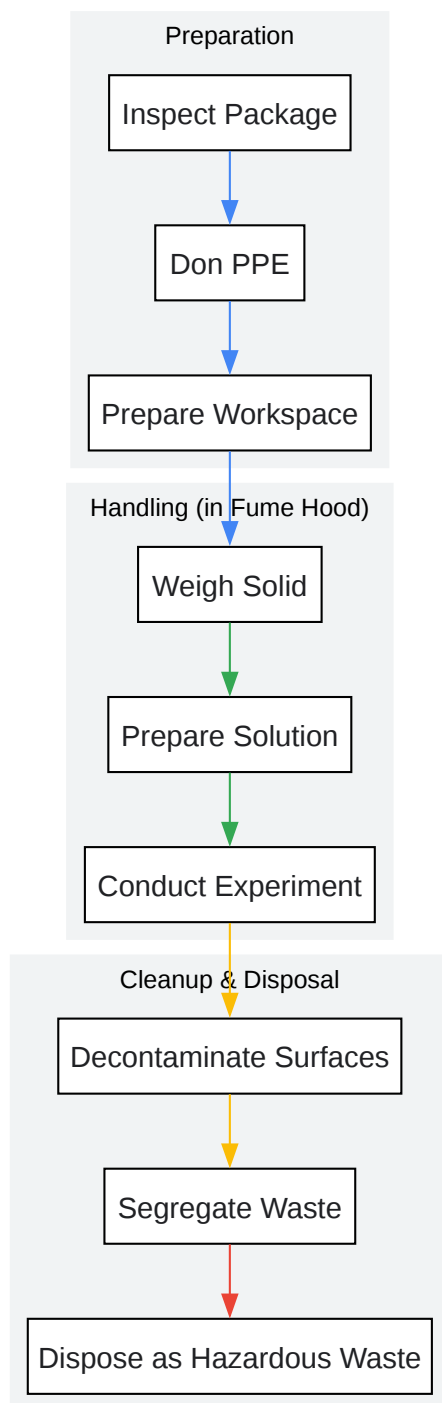 Preparation
Inspect Package
Don PPE
Prepare Workspace
Handling (in Fume Hood)
Weigh Solid
Prepare Solution
Conduct Experiment
Cleanup & Disposal
Decontaminate Surfaces
Segregate Waste
Dispose as Hazardous Waste